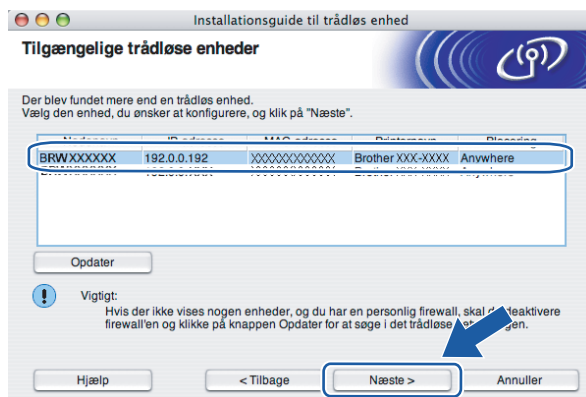 Installationsguide til trådløs enhed
Tilgængelige trådløse enheder
Der blev fundet mere end en trådløs enhed.
Vælg den enhed, du ønsker at konfigurere, og klik på "Næste".
BRWXXXXXX 192.0.0.192 XXXXXXXXXXXX Brother XXX-XXXX Anywhere
Opdater
Vigtigt:
Hvis der ikke vises nogen enheder, og du har en personlig firewall, skal deaktivere
firewall'en og klikke på knappen Opdater for at søge i det trådløse igen.
Hjælp < Tilbage Næste > Annuller